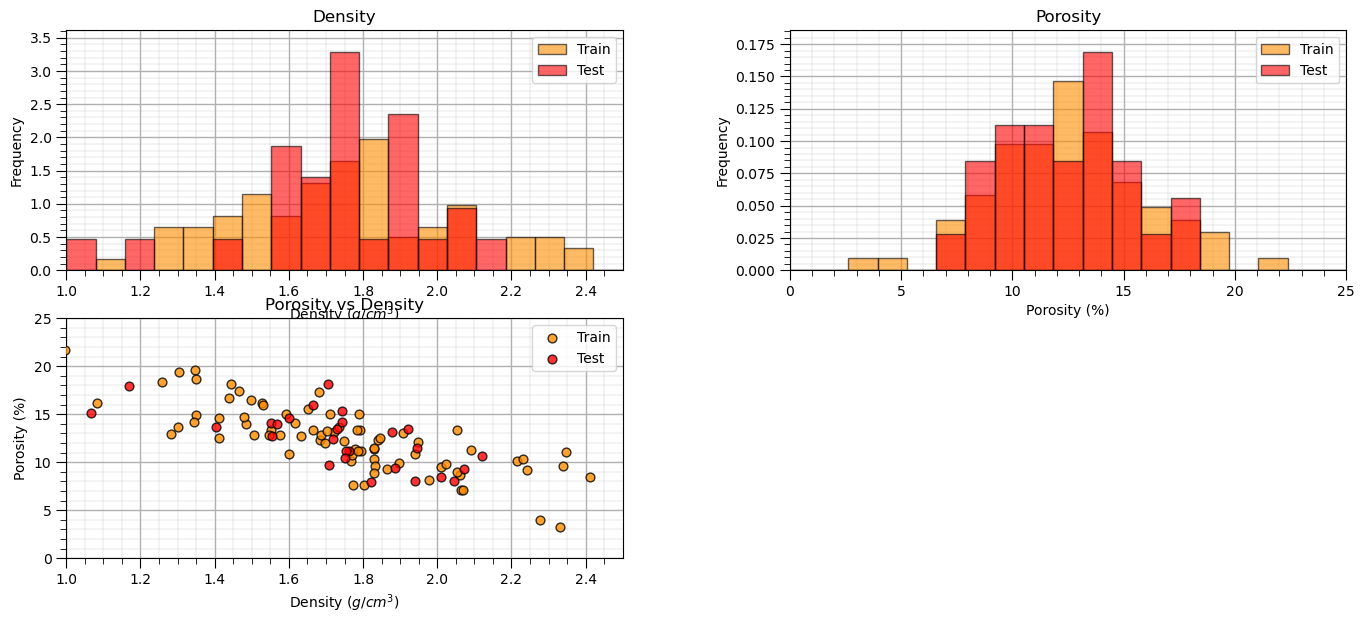 Density
Frequency
3.5
3.0
2.5
2.0
1.5
1.0
0.5
0.0
Train
Test
1.0 1.2 1.4 1.6 1.8 2.0 2.2 2.4
Density (g/cm³)
Porosity
Frequency
0.175
0.150
0.125
0.100
0.075
0.050
0.025
0.000
Train
Test
0 5 10 15 20 25
Porosity (%)
Porosity vs Density
Porosity (%)
25
20
15
10
5
0
Train
Test
1.0 1.2 1.4 1.6 1.8 2.0 2.2 2.4
Density (g/cm³)